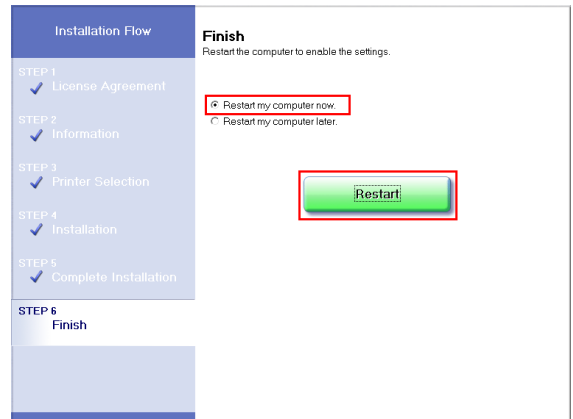 Installation Flow
STEP 1
License Agreement
STEP 2
Information
STEP 3
Printer Selection
STEP 4
Installation
STEP 5
Complete Installation
STEP 6
Finish
Finish
Restart the computer to enable the settings.
Restart my computer now.
Restart my computer later.
Restart